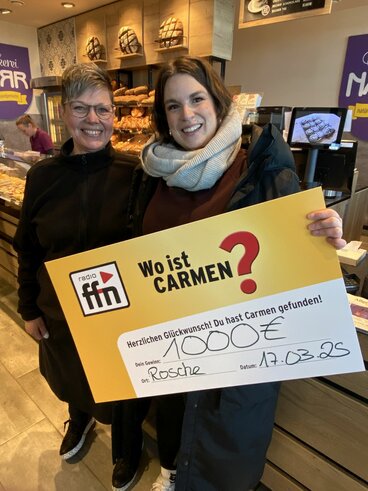 radio
ffn
Wo ist
CARMEN?
Herzlichen Glückwunsch! Du hast Carmen gefunden!
Dein Gewinn: 1000€
Ort: Rosche Datum: 17.03.25